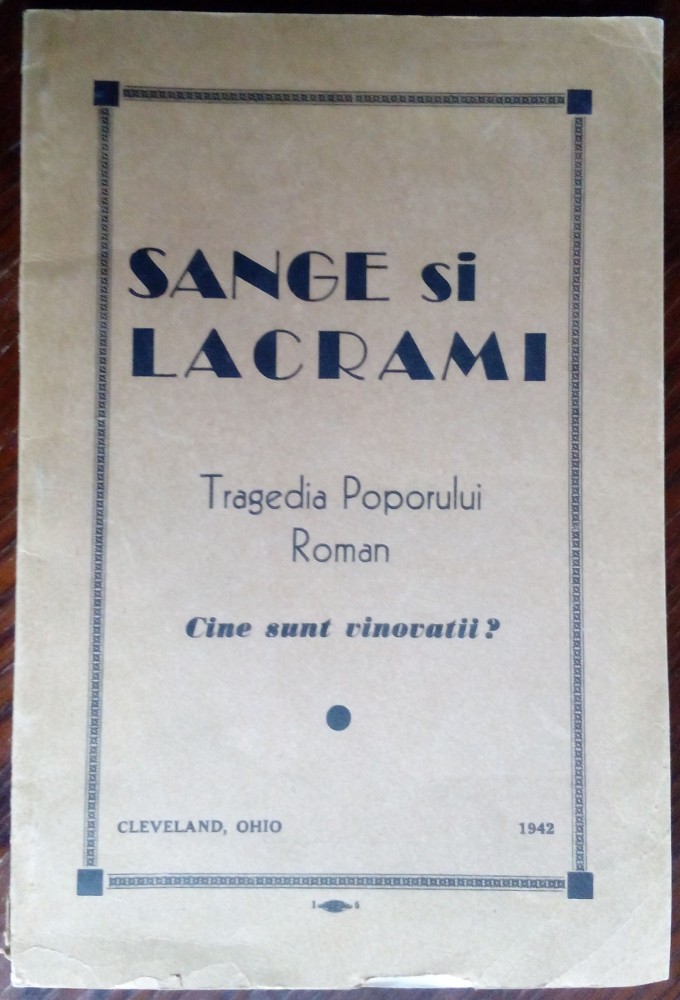 SANGE si
LACRAMI
Tragedia Poporului
Roman
Cine sunt vinovatii?
CLEVELAND, OHIO 1942